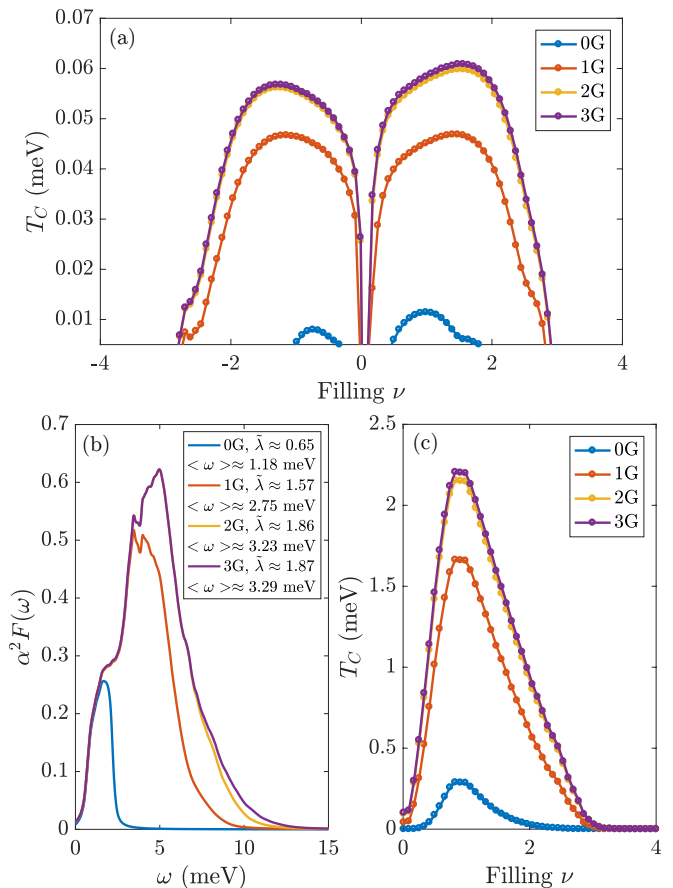 (a)
0G
1G
2G
3G
0.07
0.06
0.05
0.04
0.03
0.02
0.01
T_C (meV)
-4
-2
0
2
4
Filling ν
(b)
0G, λ̃ ≈ 0.65
< ω >≈ 1.18 meV
1G, λ̃ ≈ 1.57
< ω >≈ 2.75 meV
2G, λ̃ ≈ 1.86
< ω >≈ 3.23 meV
3G, λ̃ ≈ 1.87
< ω >≈ 3.29 meV
0.7
0.6
0.5
0.4
0.3
0.2
0.1
0
α²F(ω)
0
5
10
15
ω (meV)
(c)
0G
1G
2G
3G
2.5
2
1.5
1
0.5
0
T_C (meV)
0
2
4
Filling ν